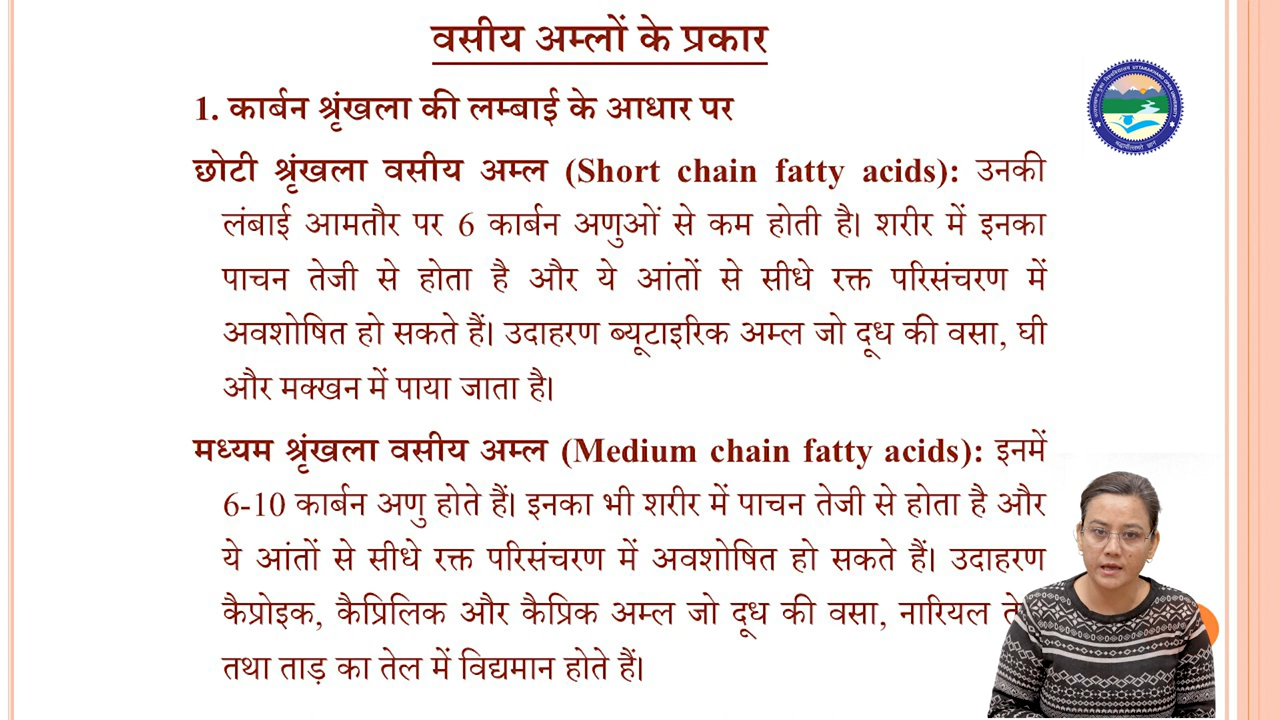 वसीय अम्लों के प्रकार
1. कार्बन श्रृंखला की लम्बाई के आधार पर
छोटी श्रृंखला वसीय अम्ल (Short chain fatty acids): उनकी
लंबाई आमतौर पर 6 कार्बन अणुओं से कम होती है। शरीर में इनका
पाचन तेजी से होता है और ये आंतों से सीधे रक्त परिसंचरण में
अवशोषित हो सकते हैं। उदाहरण ब्यूटाइरिक अम्ल जो दूध की वसा, घी
और मक्खन में पाया जाता है।
मध्यम श्रृंखला वसीय अम्ल (Medium chain fatty acids): इनमें
6-10 कार्बन अणु होते हैं। इनका भी शरीर में पाचन तेजी से होता है और
ये आंतों से सीधे रक्त परिसंचरण में अवशोषित हो सकते हैं। उदाहरण
कैप्रोइक, कैप्रिलिक और कैप्रिक अम्ल जो दूध की वसा, नारियल
तथा ताड़ का तेल में विद्यमान होते हैं।